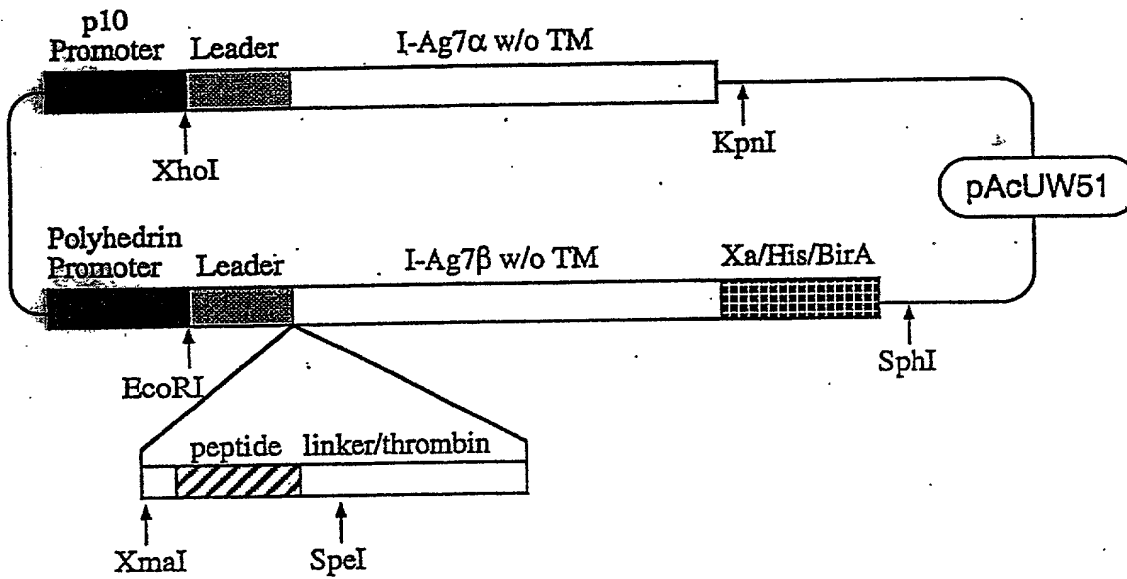 p10
Promoter Leader I-Ag7α w/o TM
XhoI KpnI
pAcUW51
Polyhedrin
Promoter Leader I-Ag7β w/o TM Xa/His/BirA
EcoRI SphI
peptide linker/thrombin
XmaI SpeI